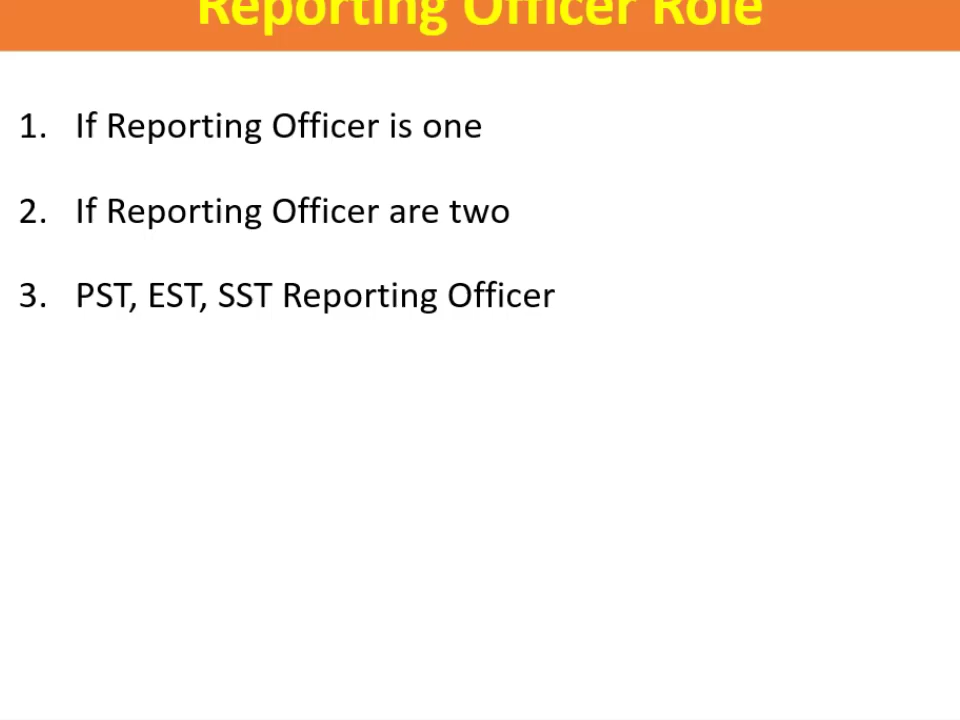 Reporting Officer Role
1. If Reporting Officer is one
2. If Reporting Officer are two
3. PST, EST, SST Reporting Officer